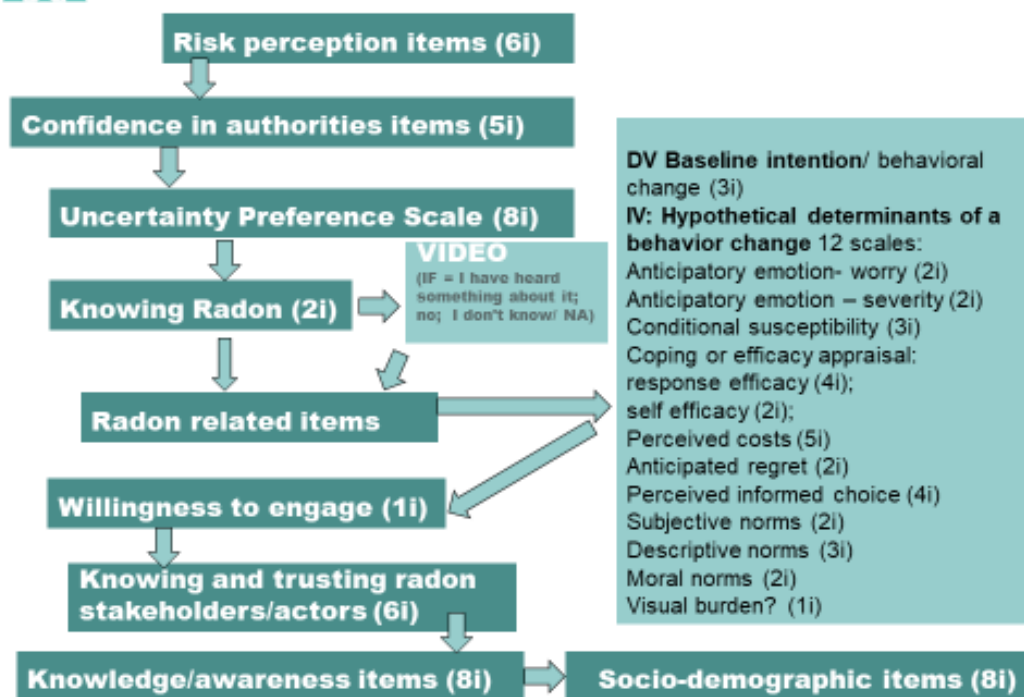 Risk perception items (6i)
Confidence in authorities items (5i)
Uncertainty Preference Scale (8i)
VIDEO
(IF = I have heard
something about it;
no; I don't know/ NA)
Knowing Radon (2i)
Radon related items
DV Baseline intention/ behavioral
change (3i)
IV: Hypothetical determinants of a
behavior change 12 scales:
Anticipatory emotion- worry (2i)
Anticipatory emotion – severity (2i)
Conditional susceptibility (3i)
Coping or efficacy appraisal:
response efficacy (4i);
self efficacy (2i);
Perceived costs (5i)
Anticipated regret (2i)
Perceived informed choice (4i)
Subjective norms (2i)
Descriptive norms (3i)
Moral norms (2i)
Visual burden? (1i)
Willingness to engage (1i)
Knowing and trusting radon
stakeholders/actors (6i)
Knowledge/awareness items (8i)
Socio-demographic items (8i)